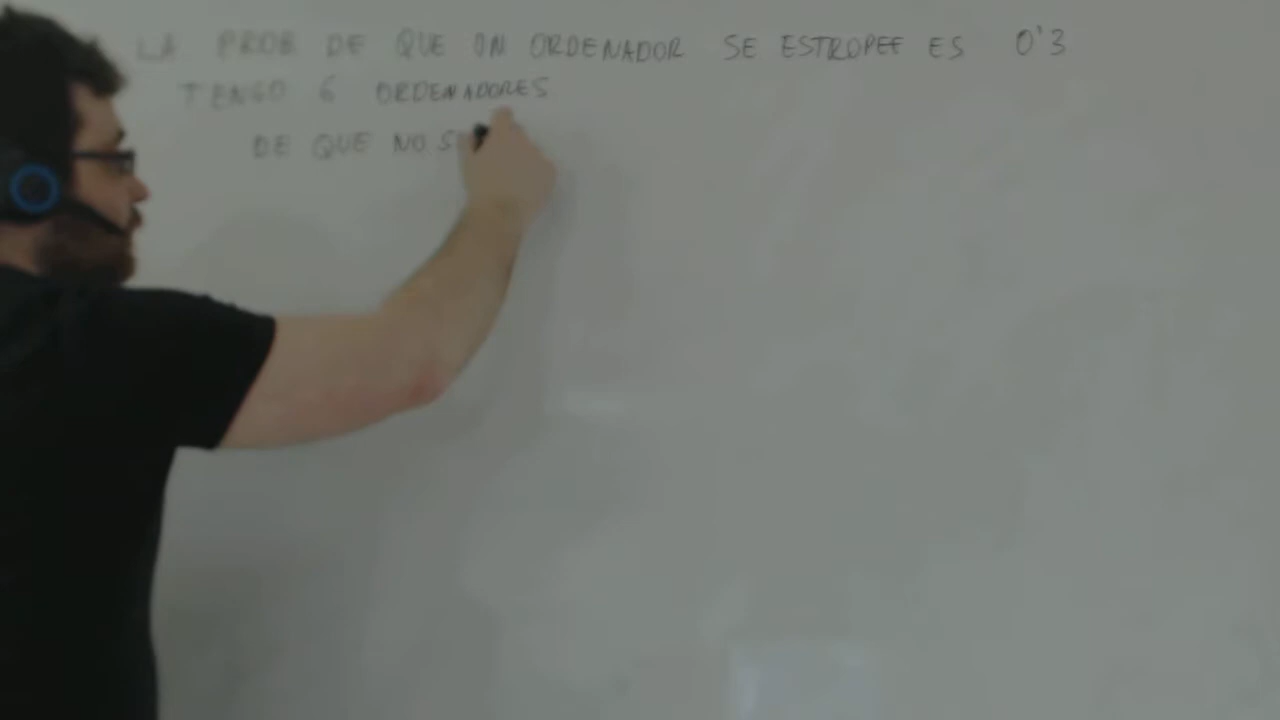 LA PROB DE QUE UN ORDENADOR SE ESTROPEE ES 0'3
TENGO 6 ORDENADORES
DE QUE NO S